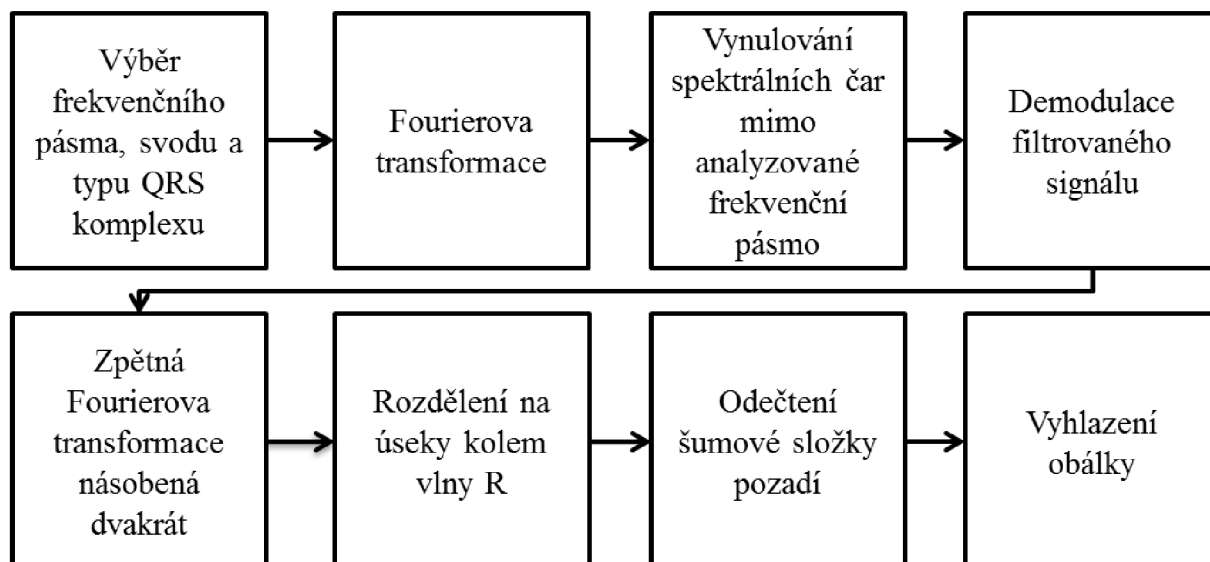 Výběr
frekvenčního
pásma, svodu a
typu QRS
komplexu
Fourierova
transformace
Vynulování
spektrálních čar
mimo
analyzované
frekvenční
pásmo
Demodulace
filtrovaného
signálu
Zpětná
Fourierova
transformace
násobená
dvakrát
Rozdělení na
úseky kolem
vlny R
Odečtení
šumové složky
pozadí
Vyhlazení
obálky